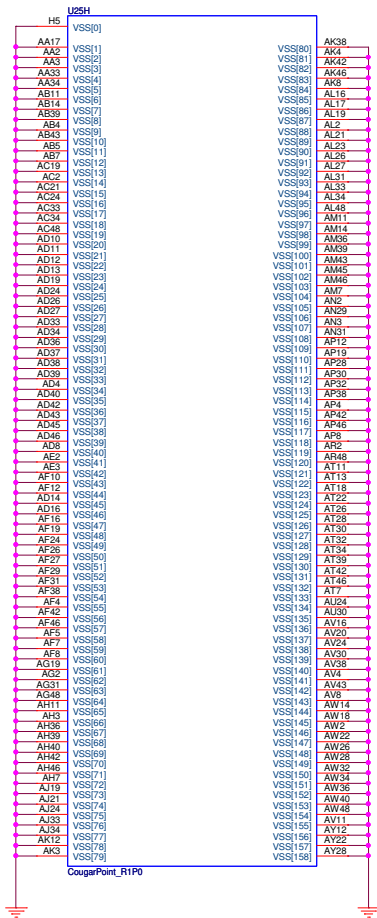 U25H
H5 VSS[0]
AA17 VSS[1] VSS[80] AK38
AA2 VSS[2] VSS[81] AK4
AA3 VSS[3] VSS[82] AK42
AA33 VSS[4] VSS[83] AK46
AA34 VSS[5] VSS[84] AK8
AB11 VSS[6] VSS[85] AL16
AB14 VSS[7] VSS[86] AL17
AB39 VSS[8] VSS[87] AL19
AB4 VSS[9] VSS[88] AL2
AB43 VSS[10] VSS[89] AL21
AB5 VSS[11] VSS[90] AL23
AB7 VSS[12] VSS[91] AL26
AC19 VSS[13] VSS[92] AL27
AC2 VSS[14] VSS[93] AL31
AC21 VSS[15] VSS[94] AL33
AC24 VSS[16] VSS[95] AL34
AC33 VSS[17] VSS[96] AL48
AC34 VSS[18] VSS[97] AM11
AC48 VSS[19] VSS[98] AM14
AD10 VSS[20] VSS[99] AM36
AD11 VSS[21] VSS[100] AM39
AD12 VSS[22] VSS[101] AM43
AD13 VSS[23] VSS[102] AM45
AD19 VSS[24] VSS[103] AM46
AD24 VSS[25] VSS[104] AM7
AD26 VSS[26] VSS[105] AN2
AD27 VSS[27] VSS[106] AN29
AD33 VSS[28] VSS[107] AN3
AD34 VSS[29] VSS[108] AN31
AD36 VSS[30] VSS[109] AP12
AD37 VSS[31] VSS[110] AP19
AD38 VSS[32] VSS[111] AP28
AD39 VSS[33] VSS[112] AP30
AD4 VSS[34] VSS[113] AP32
AD40 VSS[35] VSS[114] AP38
AD42 VSS[36] VSS[115] AP4
AD43 VSS[37] VSS[116] AP42
AD45 VSS[38] VSS[117] AP46
AD46 VSS[39] VSS[118] AP8
AD8 VSS[40] VSS[119] AR2
AE2 VSS[41] VSS[120] AR48
AE3 VSS[42] VSS[121] AT11
AF10 VSS[43] VSS[122] AT13
AF12 VSS[44] VSS[123] AT18
AD14 VSS[45] VSS[124] AT22
AD16 VSS[46] VSS[125] AT26
AF16 VSS[47] VSS[126] AT28
AF19 VSS[48] VSS[127] AT30
AF24 VSS[49] VSS[128] AT32
AF26 VSS[50] VSS[129] AT34
AF27 VSS[51] VSS[130] AT39
AF29 VSS[52] VSS[131] AT42
AF31 VSS[53] VSS[132] AT46
AF38 VSS[54] VSS[133] AT7
AF4 VSS[55] VSS[134] AU24
AF42 VSS[56] VSS[135] AU30
AF46 VSS[57] VSS[136] AV16
AF5 VSS[58] VSS[137] AV20
AF7 VSS[59] VSS[138] AV24
AF8 VSS[60] VSS[139] AV30
AG19 VSS[61] VSS[140] AV38
AG2 VSS[62] VSS[141] AV4
AG31 VSS[63] VSS[142] AV43
AG48 VSS[64] VSS[143] AV8
AH11 VSS[65] VSS[144] AW14
AH3 VSS[66] VSS[145] AW18
AH36 VSS[67] VSS[146] AW2
AH39 VSS[68] VSS[147] AW22
AH40 VSS[69] VSS[148] AW26
AH42 VSS[70] VSS[149] AW28
AH46 VSS[71] VSS[150] AW32
AH7 VSS[72] VSS[151] AW34
AJ19 VSS[73] VSS[152] AW36
AJ21 VSS[74] VSS[153] AW40
AJ24 VSS[75] VSS[154] AW48
AJ33 VSS[76] VSS[155] AV11
AJ34 VSS[77] VSS[156] AY12
AK12 VSS[78] VSS[157] AY22
AK3 VSS[79] VSS[158] AY28
CougarPoint_R1P0